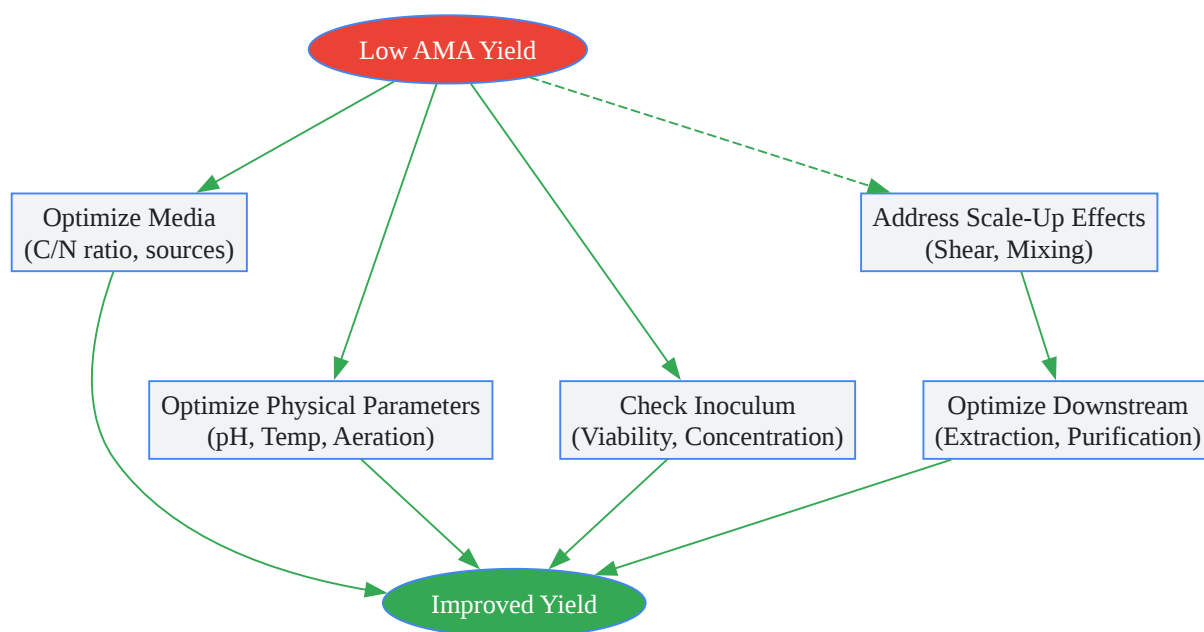 Low AMA Yield
Optimize Media
(C/N ratio, sources)
Address Scale-Up Effects
(Shear, Mixing)
Optimize Physical Parameters
(pH, Temp, Aeration)
Check Inoculum
(Viability, Concentration)
Optimize Downstream
(Extraction, Purification)
Improved Yield